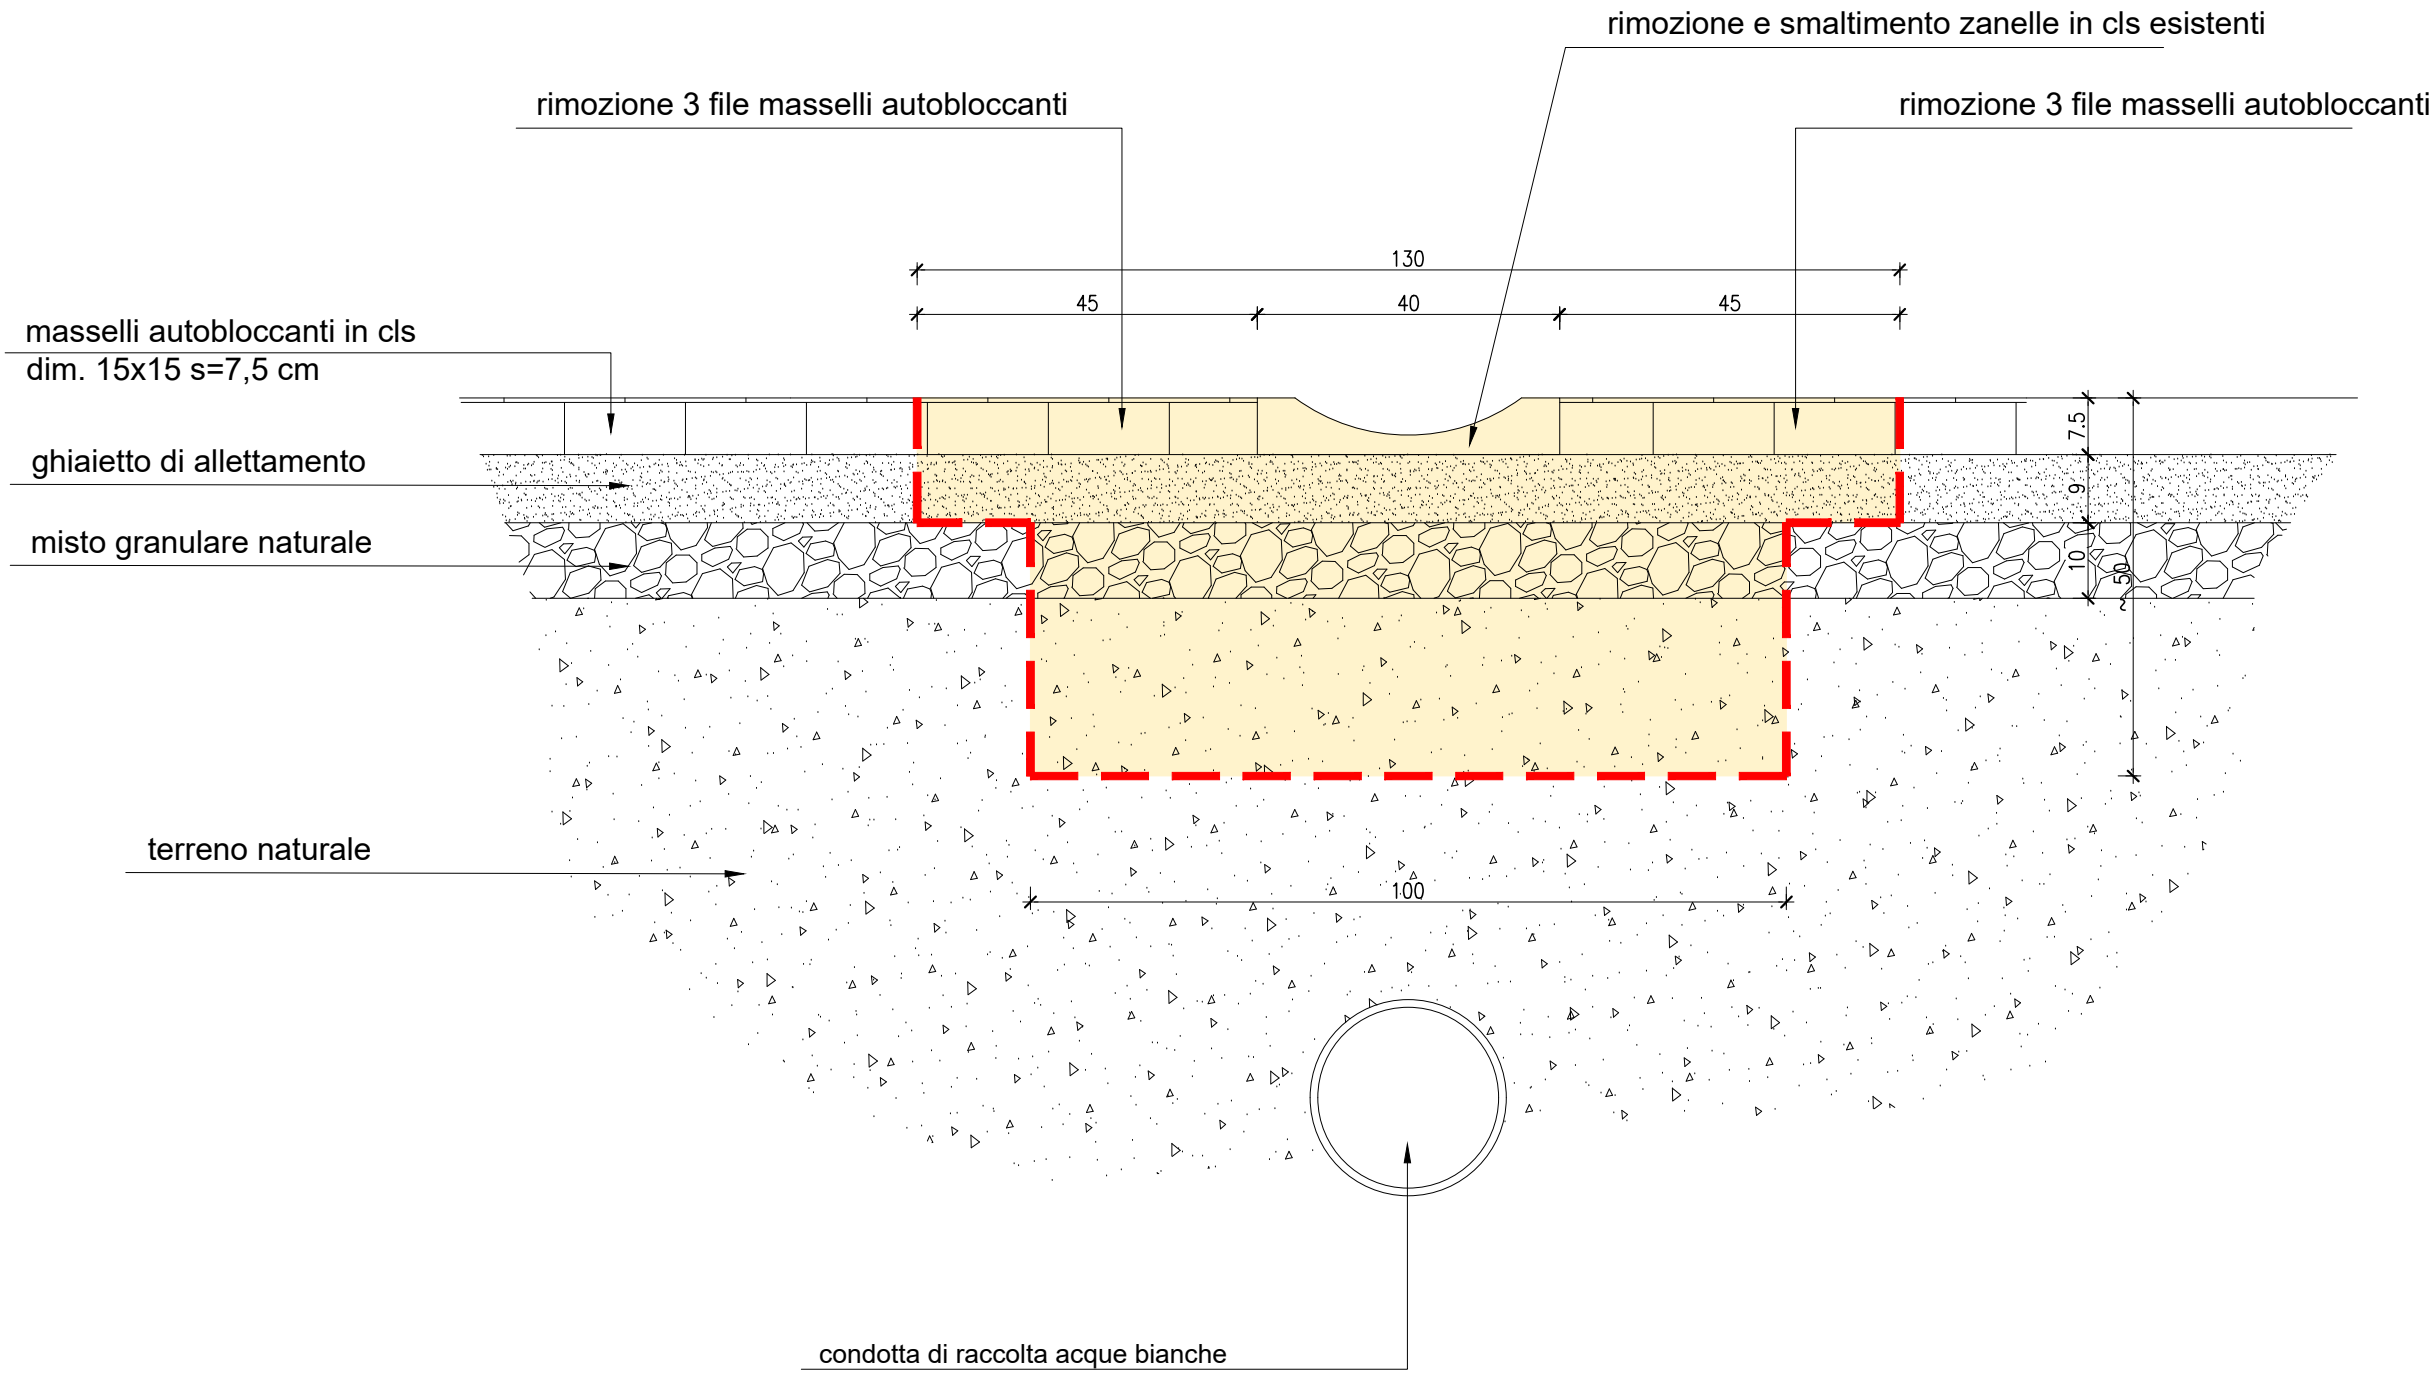 rimozione e smaltimento zanelle in cls esistenti
rimozione 3 file masselli autobloccanti
rimozione 3 file masselli autobloccanti
130
45
40
45
masselli autobloccanti in cls
dim. 15x15 s=7,5 cm
7.5
ghiaietto di allettamento
9
misto granulare naturale
10
~50
terreno naturale
100
condotta di raccolta acque bianche